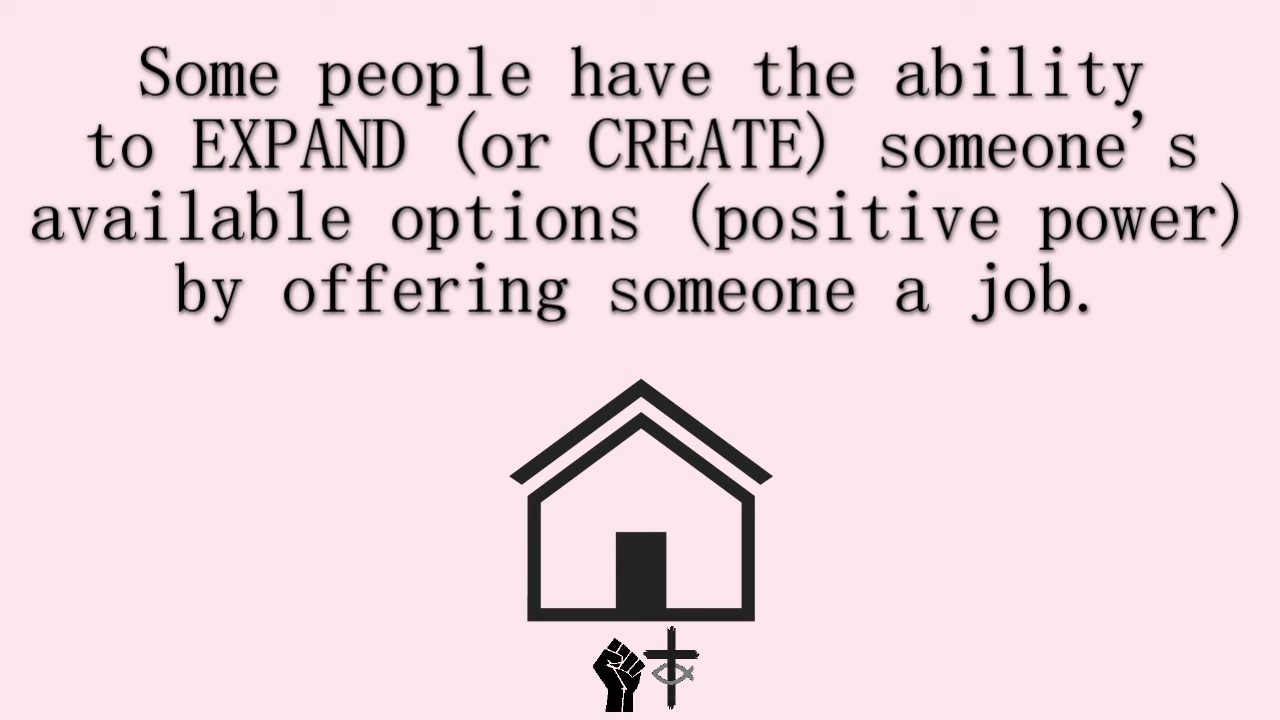 Some people have the ability
to EXPAND (or CREATE) someone's
available options (positive power)
by offering someone a job.